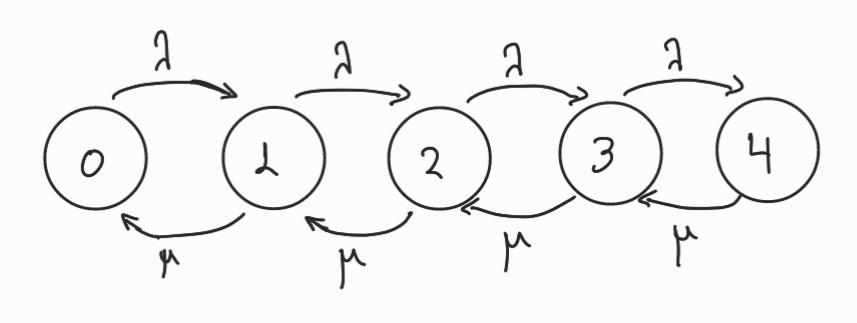 λ λ λ λ
0 1 2 3 4
μ μ μ μ